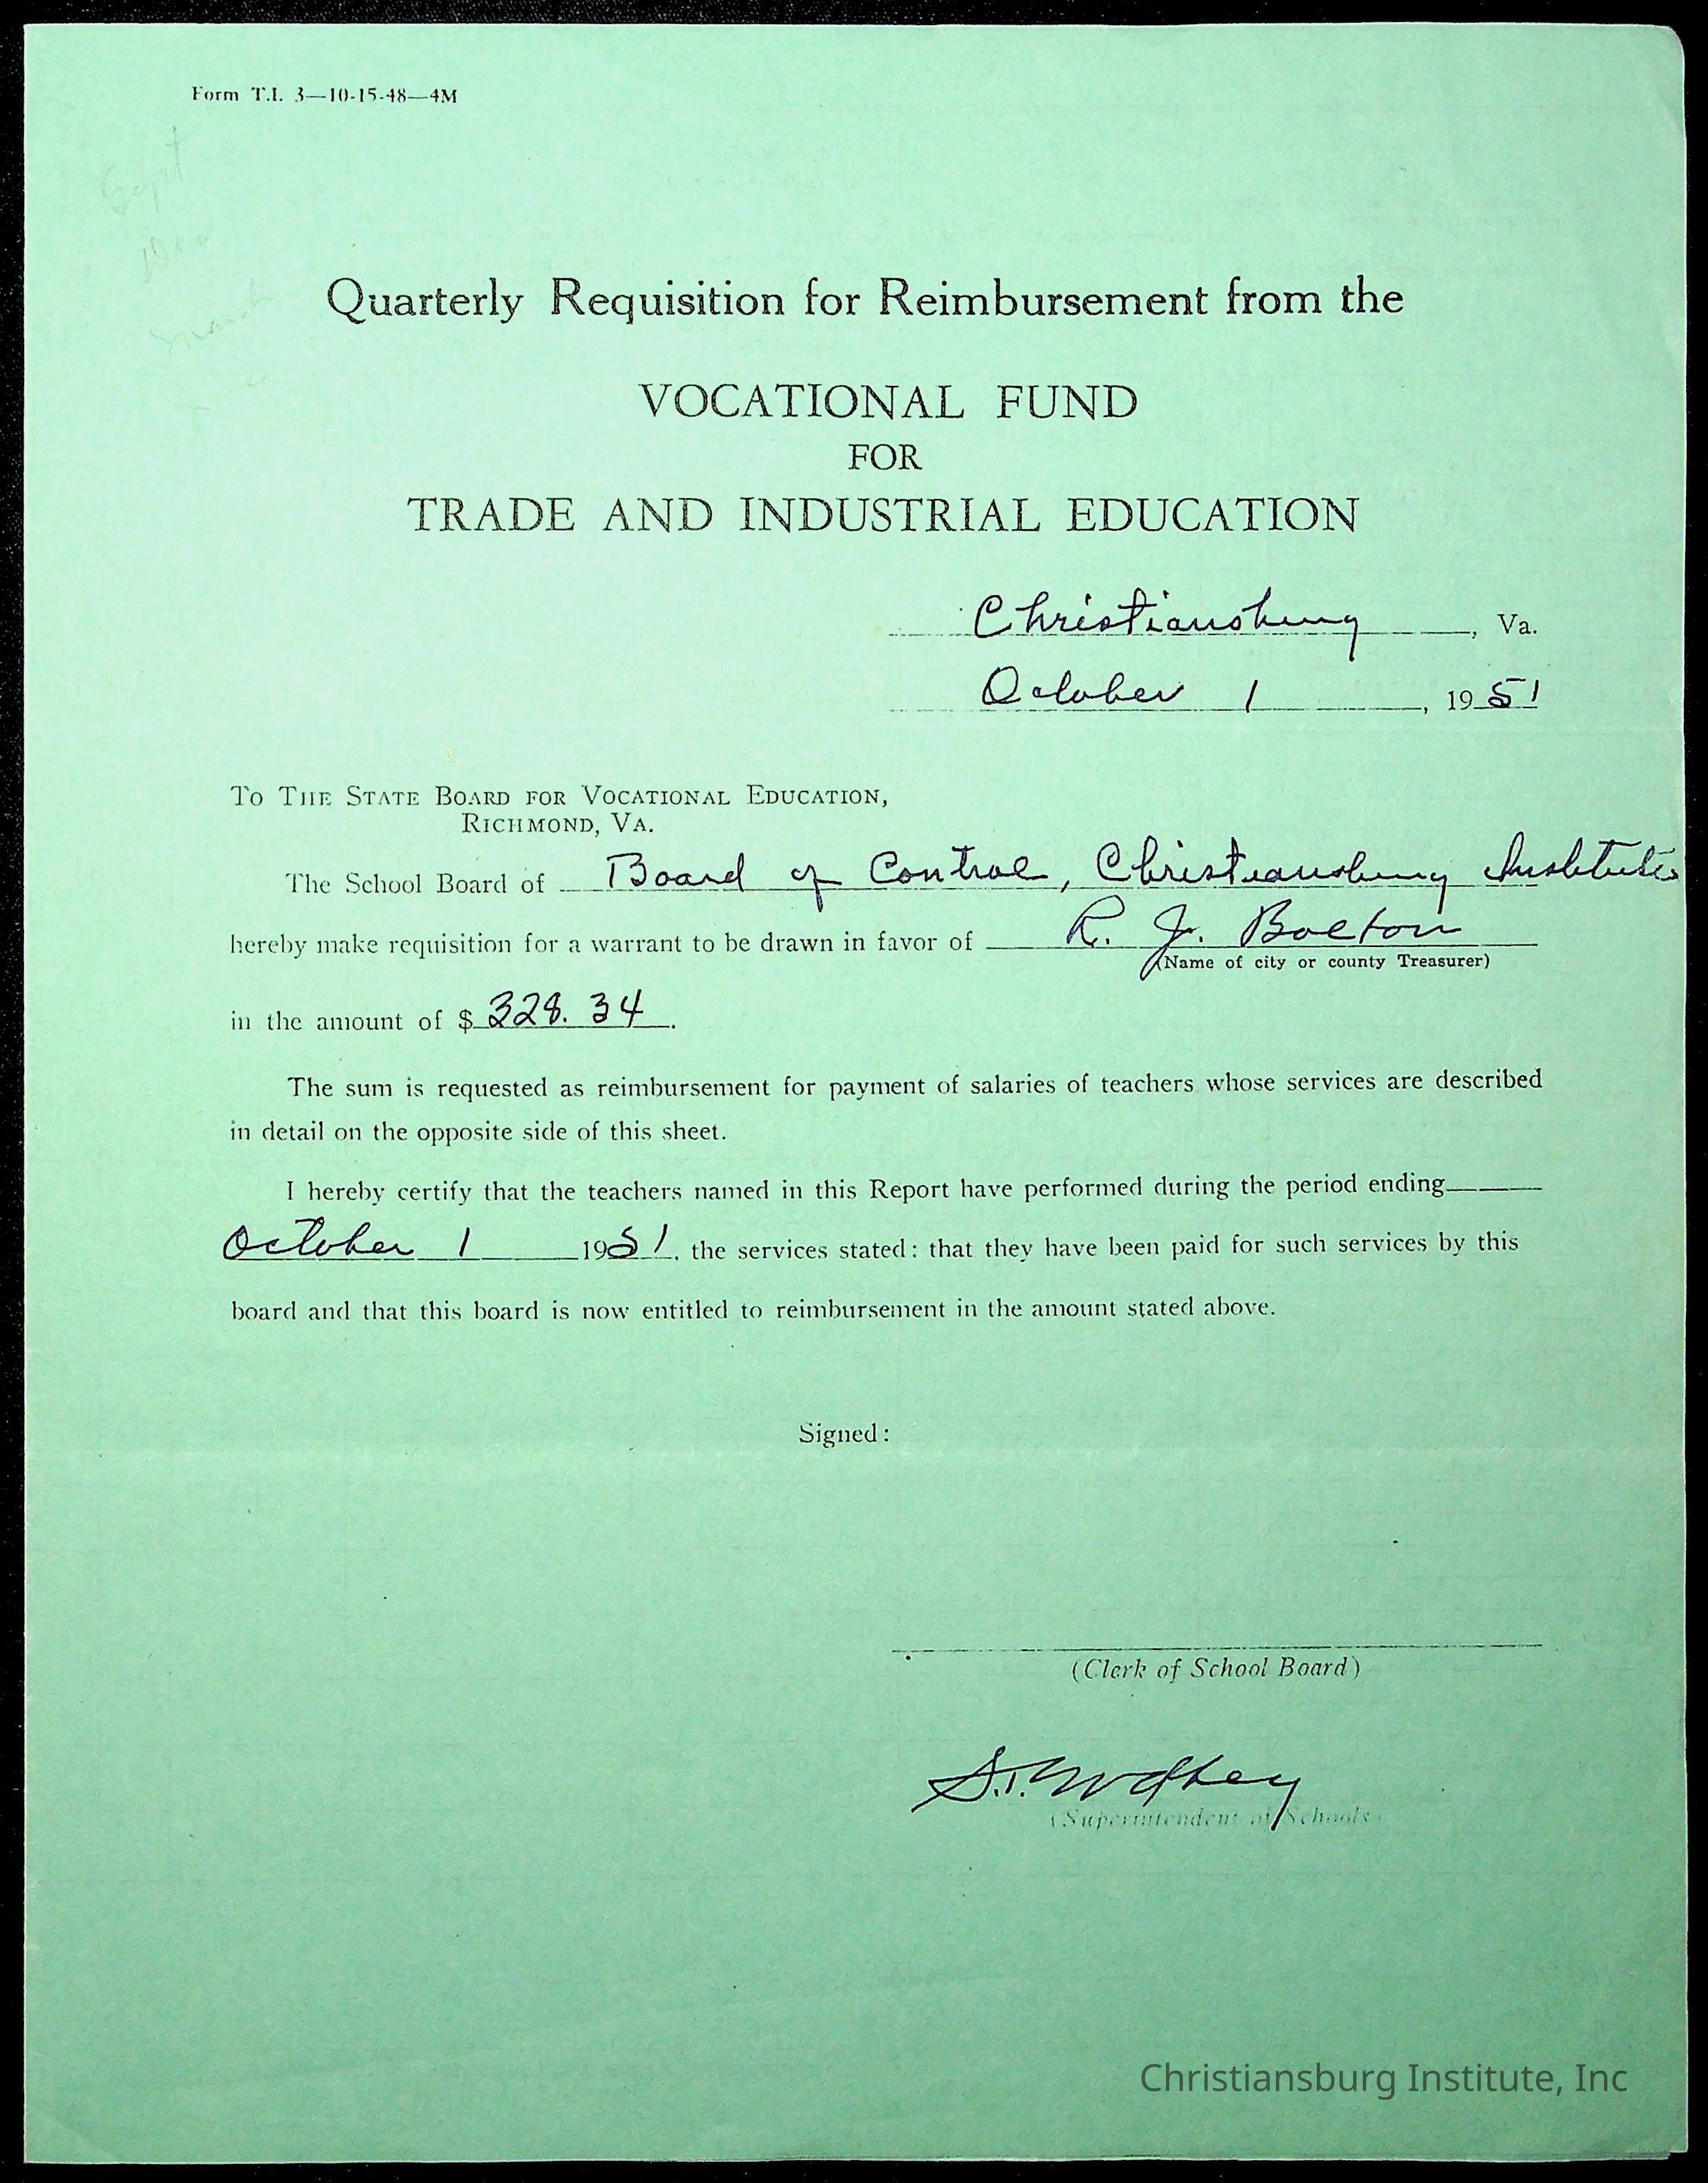 Form T.I. 3—10-15-48—4M
Sept
Dec
Quarterly Requisition for Reimbursement from the
VOCATIONAL FUND
FOR
TRADE AND INDUSTRIAL EDUCATION
Christiansburg, Va.
October 1, 1951
To The State Board for Vocational Education,
Richmond, Va.
The School Board of Board of Control, Christiansburg Institute
hereby make requisition for a warrant to be drawn in favor of R. J. Bolton
(Name of city or county Treasurer)
in the amount of $ 328.34.
The sum is requested as reimbursement for payment of salaries of teachers whose services are described
in detail on the opposite side of this sheet.
I hereby certify that the teachers named in this Report have performed during the period ending
October 1 1951, the services stated: that they have been paid for such services by this
board and that this board is now entitled to reimbursement in the amount stated above.
Signed:
(Clerk of School Board)
S.T. Godbey
(Superintendent of Schools)
Christiansburg Institute, Inc